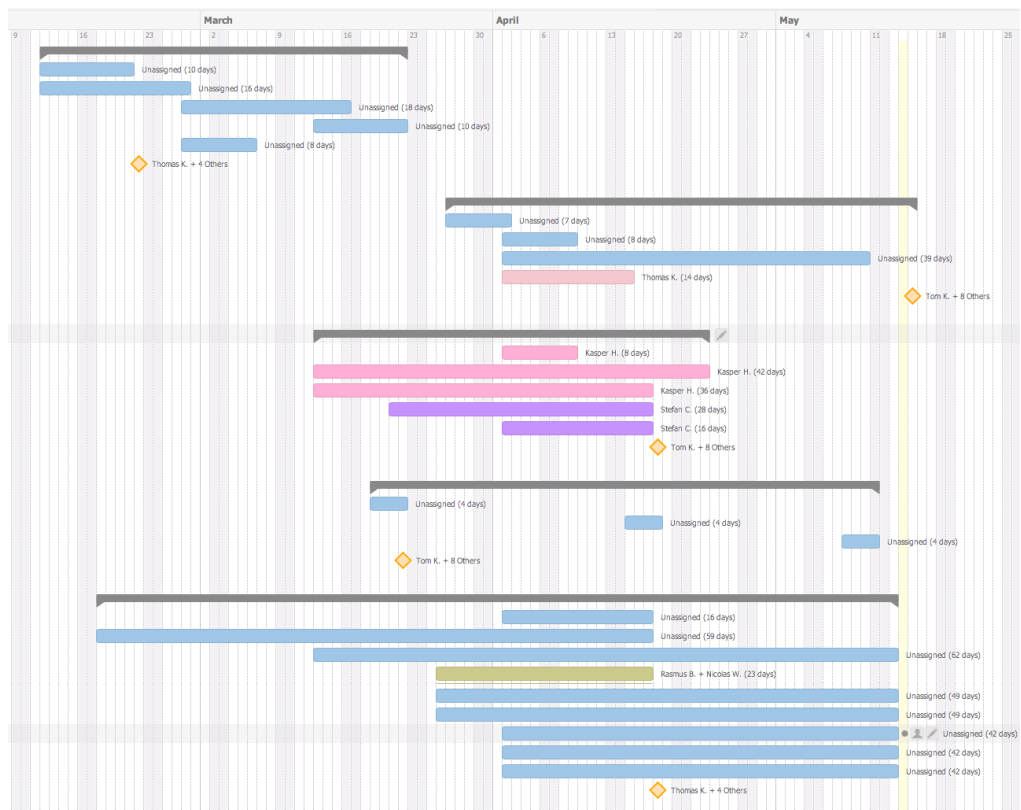 March April May
9 16 23 2 9 16 23 30 6 13 20 27 4 11 18 25
Unassigned (10 days)
Unassigned (16 days)
Unassigned (18 days)
Unassigned (10 days)
Unassigned (8 days)
Thomas K. + 4 Others
Unassigned (7 days)
Unassigned (8 days)
Unassigned (39 days)
Thomas K. (14 days)
Tom K. + 8 Others
Kasper H. (8 days)
Kasper H. (42 days)
Kasper H. (36 days)
Stefan C. (28 days)
Stefan C. (16 days)
Tom K. + 8 Others
Unassigned (4 days)
Unassigned (4 days)
Unassigned (4 days)
Tom K. + 8 Others
Unassigned (16 days)
Unassigned (59 days)
Unassigned (62 days)
Rasmus B. + Nicolas W. (23 days)
Unassigned (49 days)
Unassigned (49 days)
Unassigned (42 days)
Unassigned (42 days)
Unassigned (42 days)
Thomas K. + 4 Others